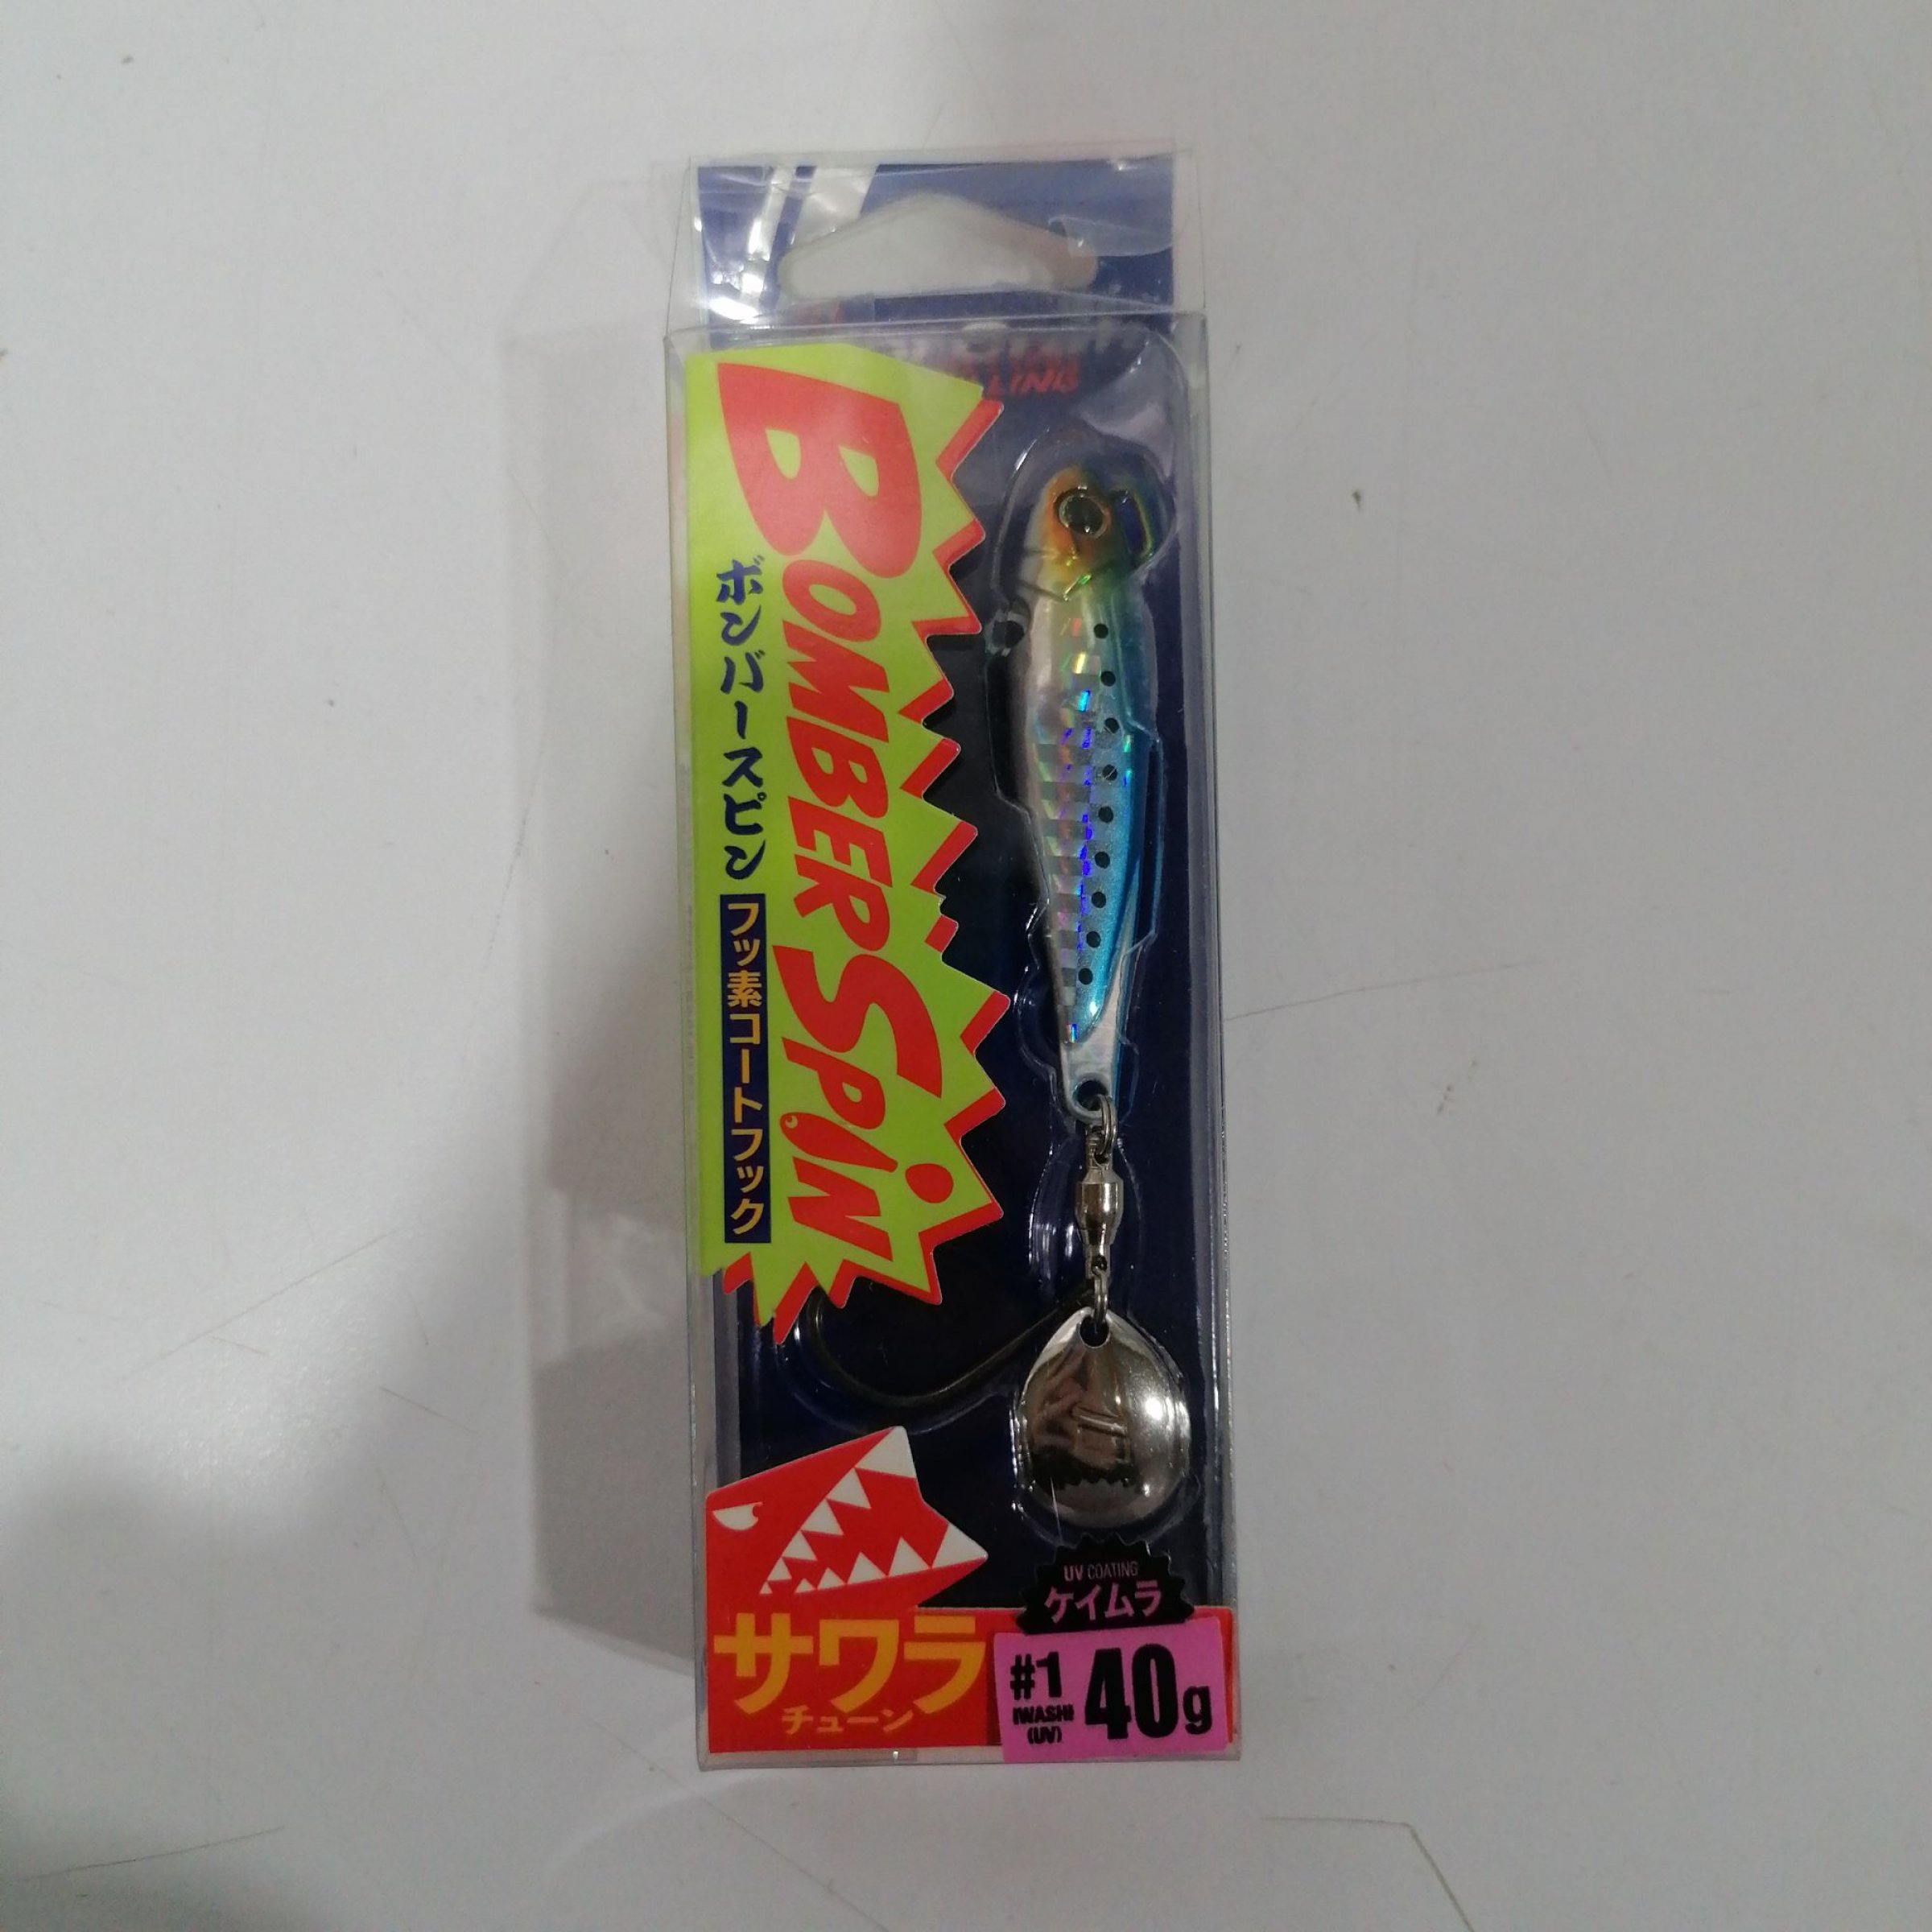 BOMBER SPIN
ボンバースピン
フッ素コートフック
サワラ
チューン
UV COATING
ケイムラ
#1
IWASHI
(UV)
40g